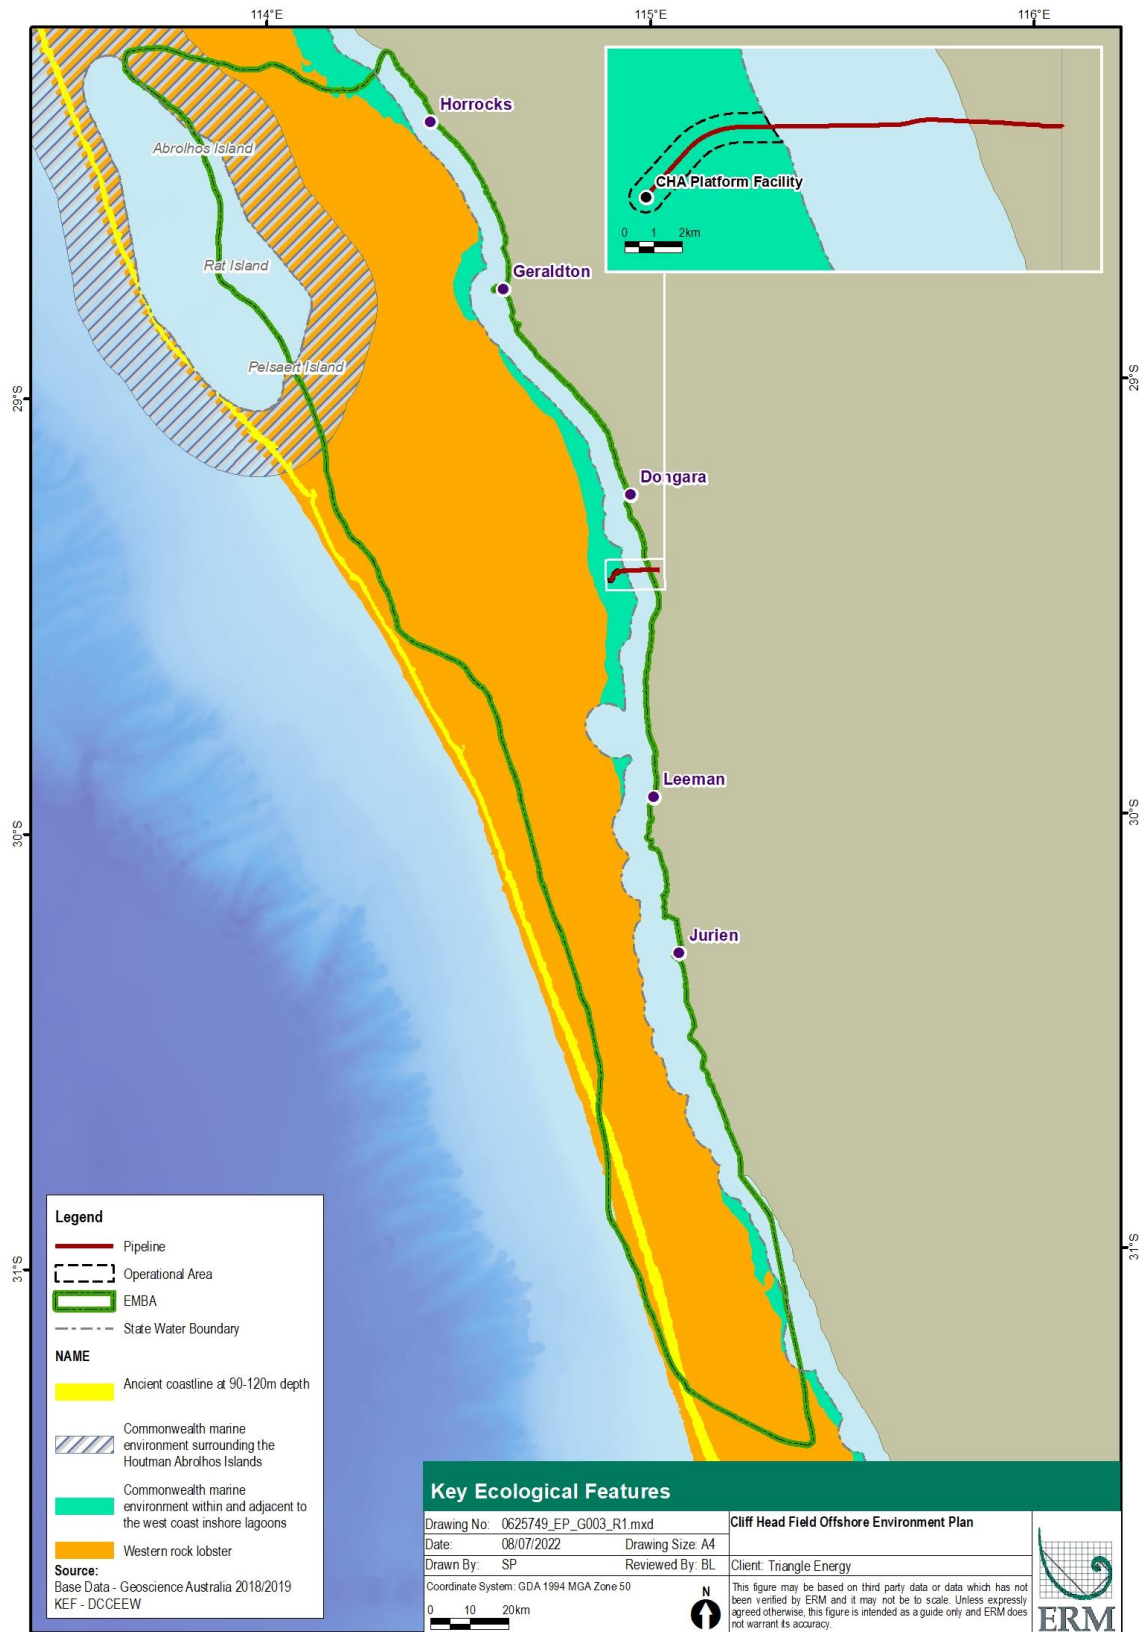 114°E
115°E
116°E
Horrocks
Abrolhos Island
CHA Platform Facility
0 1 2km
Rat Island
Geraldton
Pelsaert Island
29°S
29°S
Dongara
Leeman
30°S
30°S
Jurien
31°S
31°S
Legend
Pipeline
Operational Area
EMBA
State Water Boundary
NAME
Ancient coastline at 90-120m depth
Commonwealth marine
environment surrounding the
Houtman Abrolhos Islands
Commonwealth marine
environment within and adjacent to
the west coast inshore lagoons
Western rock lobster
Source:
Base Data - Geoscience Australia 2018/2019
KEF - DCCEEW
Key Ecological Features
Drawing No: 0625749_EP_G003_R1.mxd
Date: 08/07/2022 Drawing Size: A4
Drawn By: SP Reviewed By: BL
Coordinate System: GDA 1994 MGA Zone 50
0 10 20km
N
Cliff Head Field Offshore Environment Plan
Client: Triangle Energy
This figure may be based on third party data or data which has not
been verified by ERM and it may not be to scale. Unless expressly
agreed otherwise, this figure is intended as a guide only and ERM does
not warrant its accuracy.
ERM